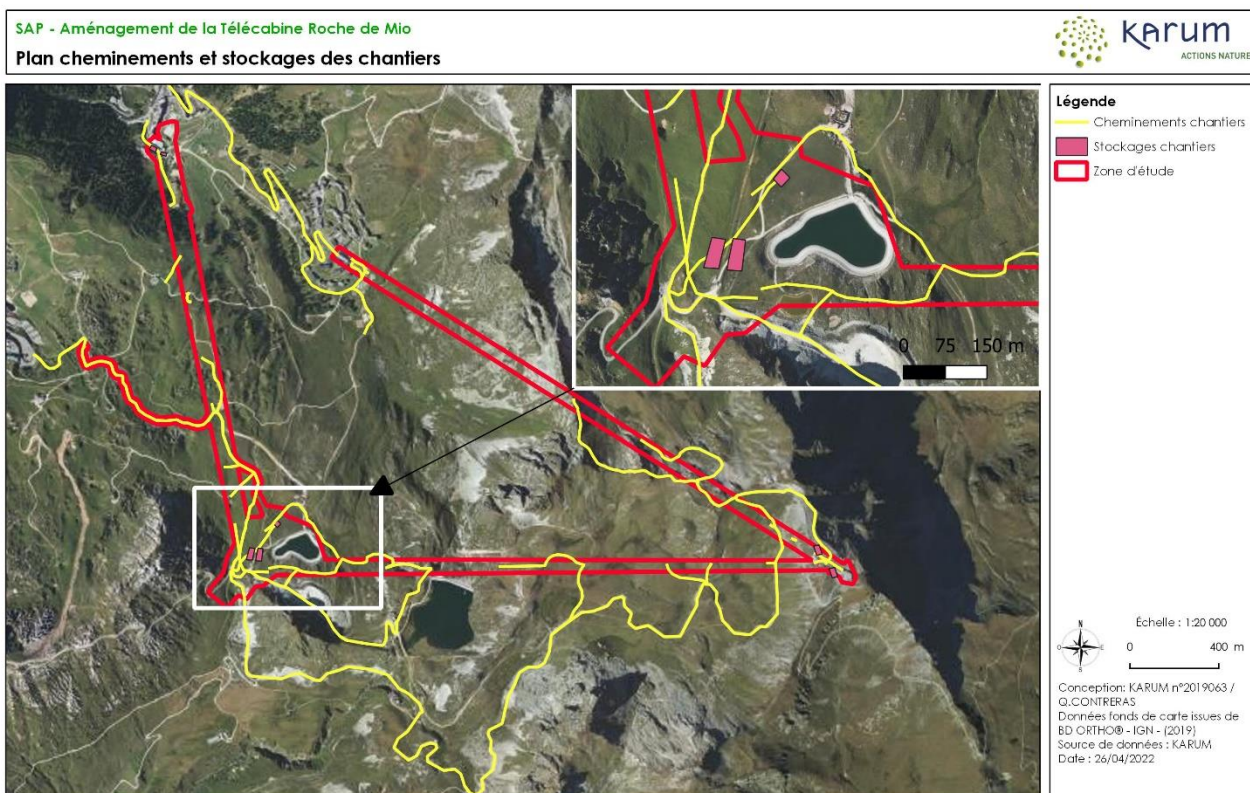 SAP - Aménagement de la Télécabine Roche de Mio
Plan cheminements et stockages des chantiers
Karum
ACTIONS NATURE
Légende
Cheminements chantiers
Stockages chantiers
Zone d'étude
0 75 150 m
Échelle : 1:20 000
N
O E
S
0 400 m
Conception: KARUM n°2019063 /
Q.CONTRERAS
Données fonds de carte issues de
BD ORTHO® - IGN - (2019)
Source de données : KARUM
Date : 26/04/2022